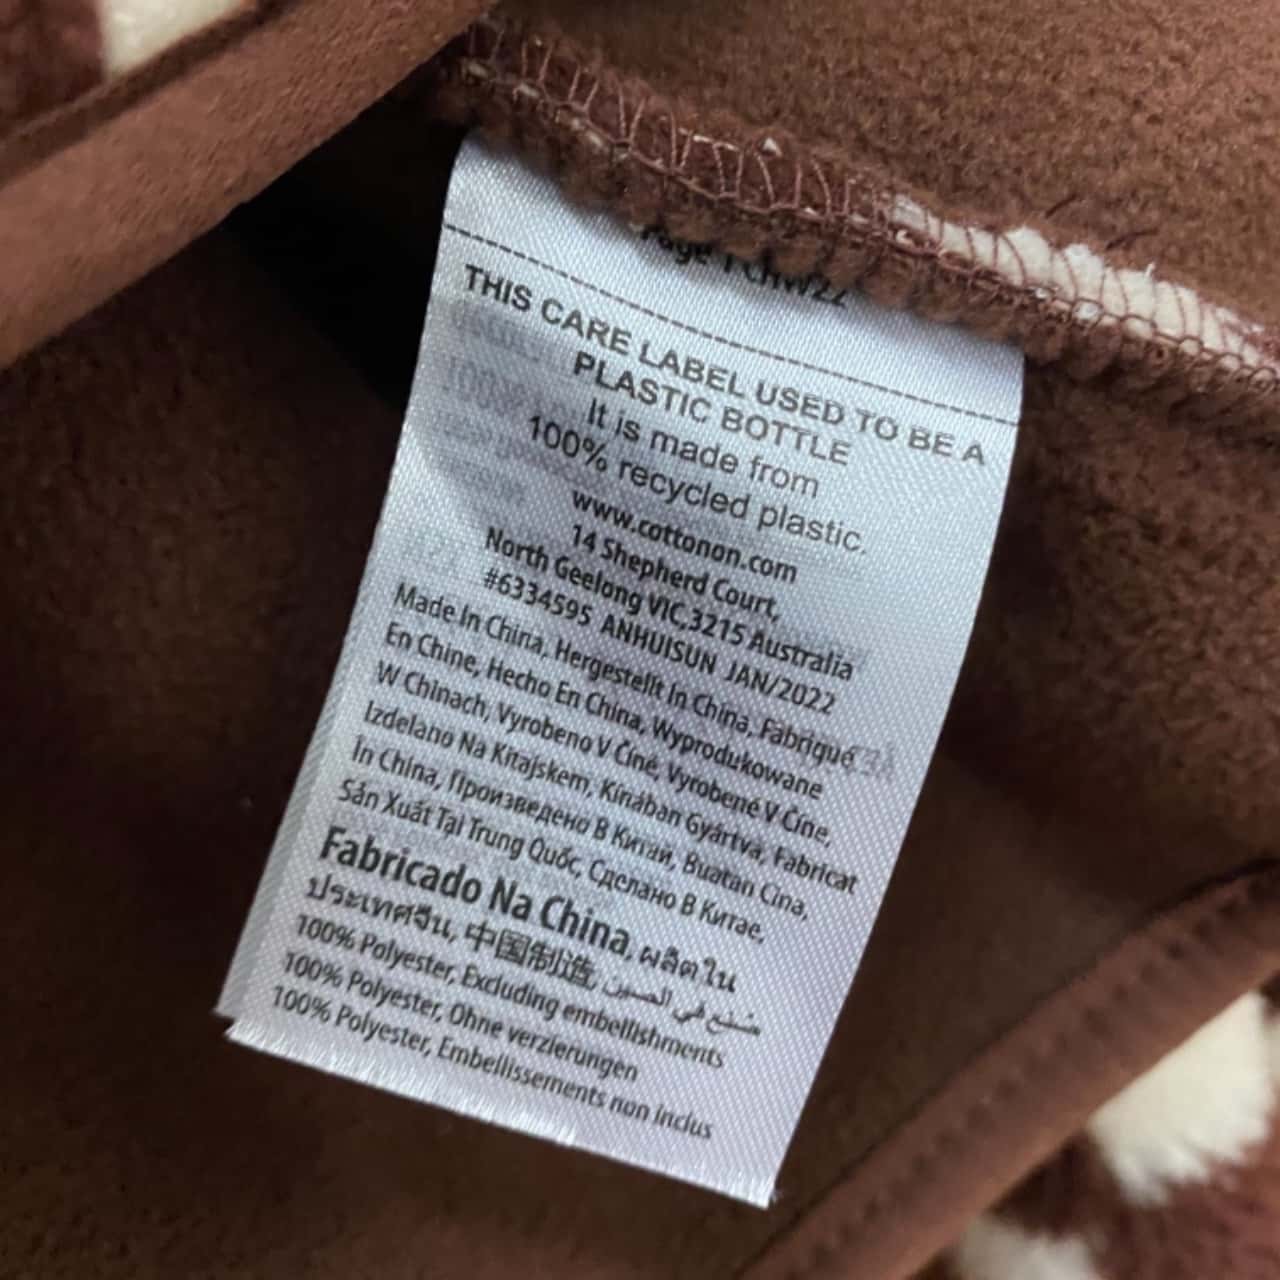 Page 1 CHW22
THIS CARE LABEL USED TO BE A
PLASTIC BOTTLE
It is made from
100% recycled plastic.
www.cottonon.com
14 Shepherd Court,
North Geelong VIC,3215 Australia
#6334595 ANHUISUN JAN/2022
Made In China, Hergestellt In China, Fabriqué
En Chine, Hecho En China, Wyprodukowane
W Chinach, Vyrobeno V Číně, Vyrobené V Číne,
Izdelano Na Kitajskem, Kínában Gyártva, Fabricat
În China, Произведено В Китай, Buatan Cina,
Sản Xuất Tại Trung Quốc, Сделано В Китае,
Fabricado Na China, ผลิตใน
ประเทศจีน, 中国制造, صنع في الصين
100% Polyester, Excluding embellishments
100% Polyester, Ohne verzierungen
100% Polyester, Embellissements non inclus